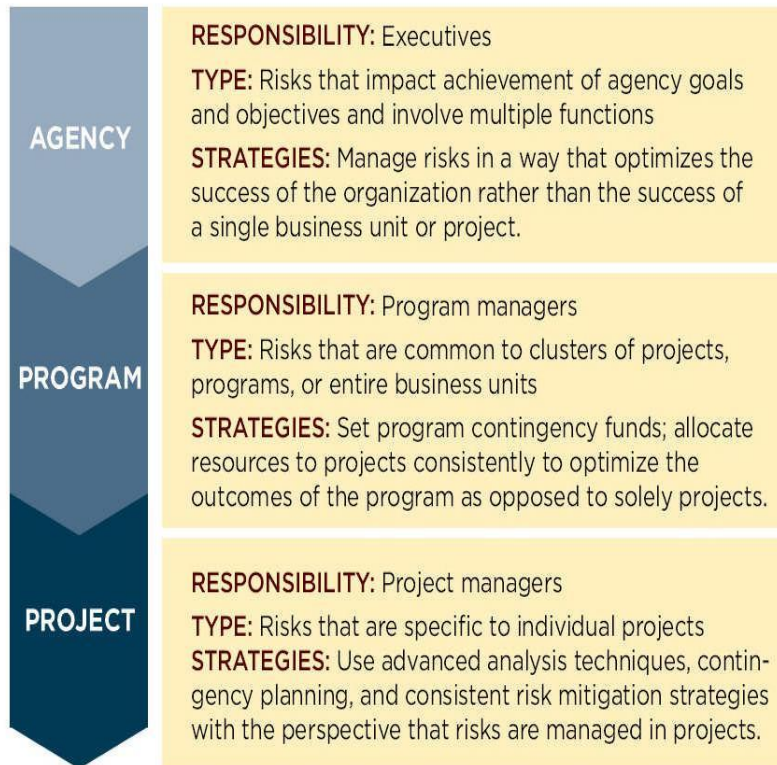 AGENCY
RESPONSIBILITY: Executives
TYPE: Risks that impact achievement of agency goals
and objectives and involve multiple functions
STRATEGIES: Manage risks in a way that optimizes the
success of the organization rather than the success of
a single business unit or project.
PROGRAM
RESPONSIBILITY: Program managers
TYPE: Risks that are common to clusters of projects,
programs, or entire business units
STRATEGIES: Set program contingency funds; allocate
resources to projects consistently to optimize the
outcomes of the program as opposed to solely projects.
PROJECT
RESPONSIBILITY: Project managers
TYPE: Risks that are specific to individual projects
STRATEGIES: Use advanced analysis techniques, contin-
gency planning, and consistent risk mitigation strategies
with the perspective that risks are managed in projects.